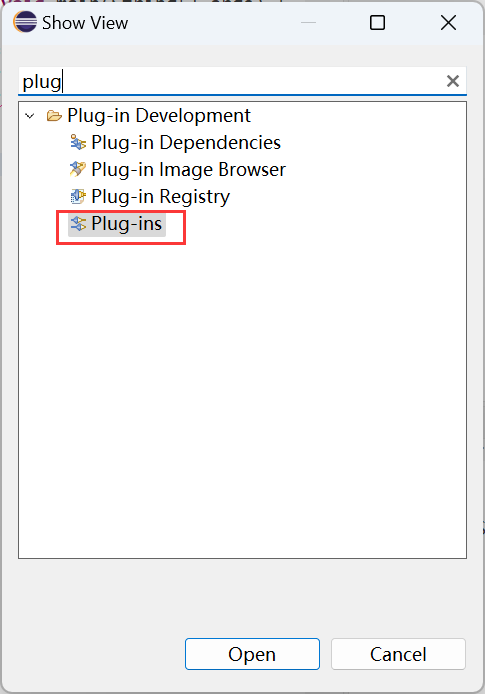 Show View
plug
Plug-in Development
Plug-in Dependencies
Plug-in Image Browser
Plug-in Registry
Plug-ins
Open
Cancel